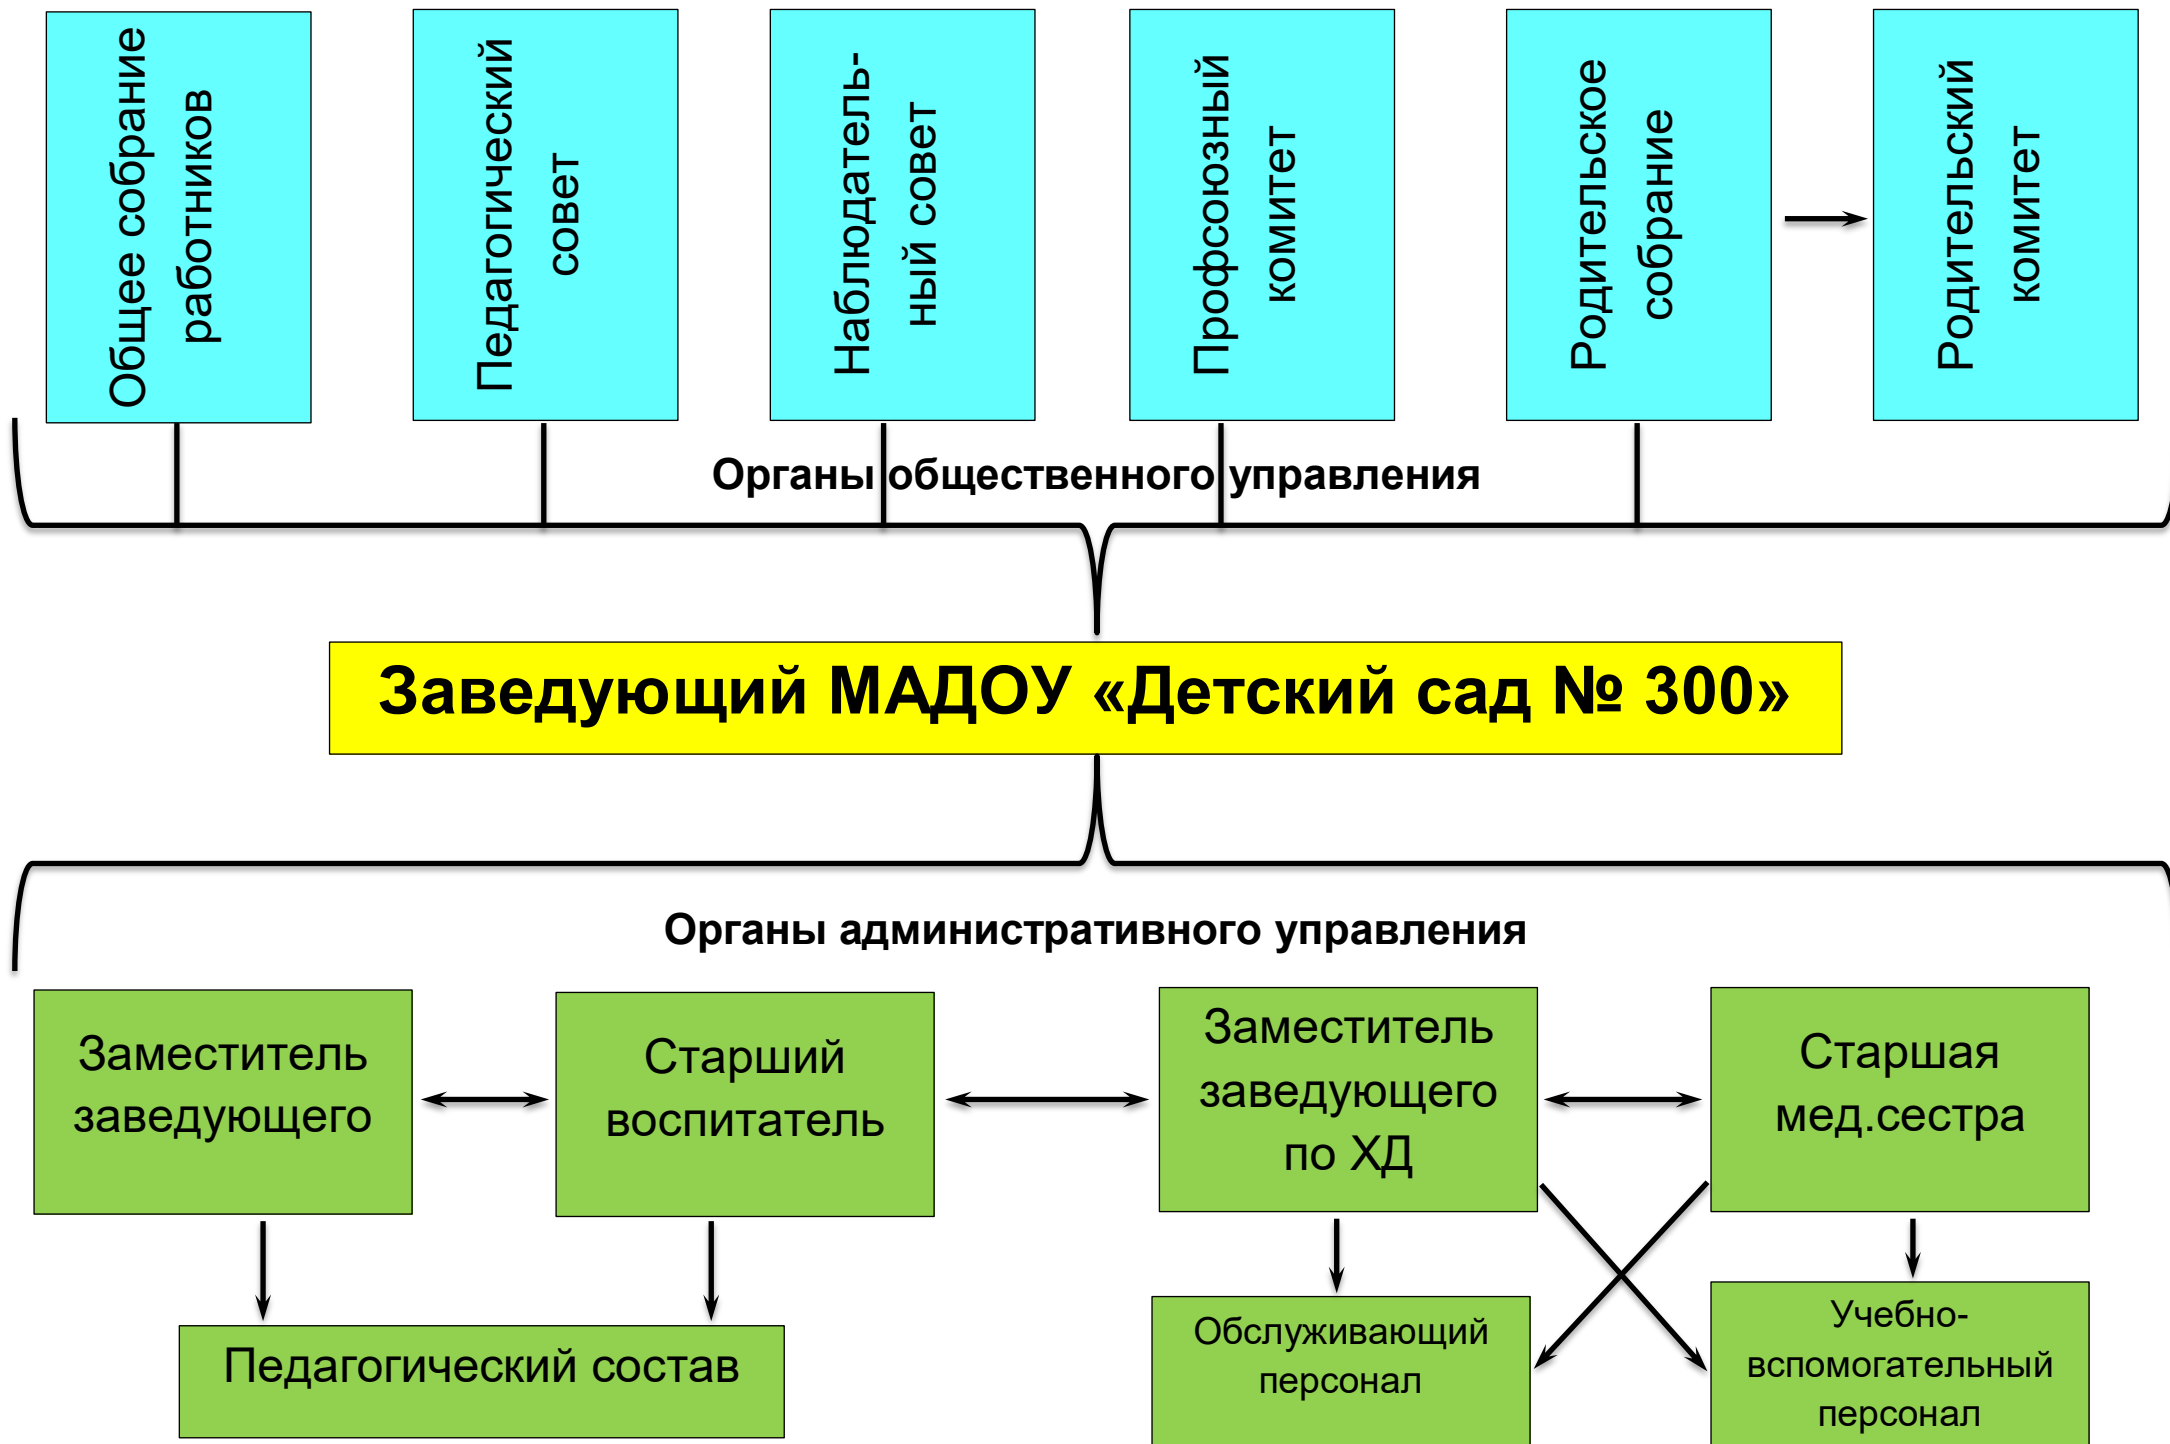 Общее собрание
работников
Педагогический
совет
Наблюдатель-
ный совет
Профсоюзный
комитет
Родительское
собрание
Родительский
комитет
Органы общественного управления
Заведующий МАДОУ «Детский сад № 300»
Органы административного управления
Заместитель
заведующего
Старший
воспитатель
Заместитель
заведующего
по ХД
Старшая
мед.сестра
Педагогический состав
Обслуживающий
персонал
Учебно-
вспомогательный
персонал